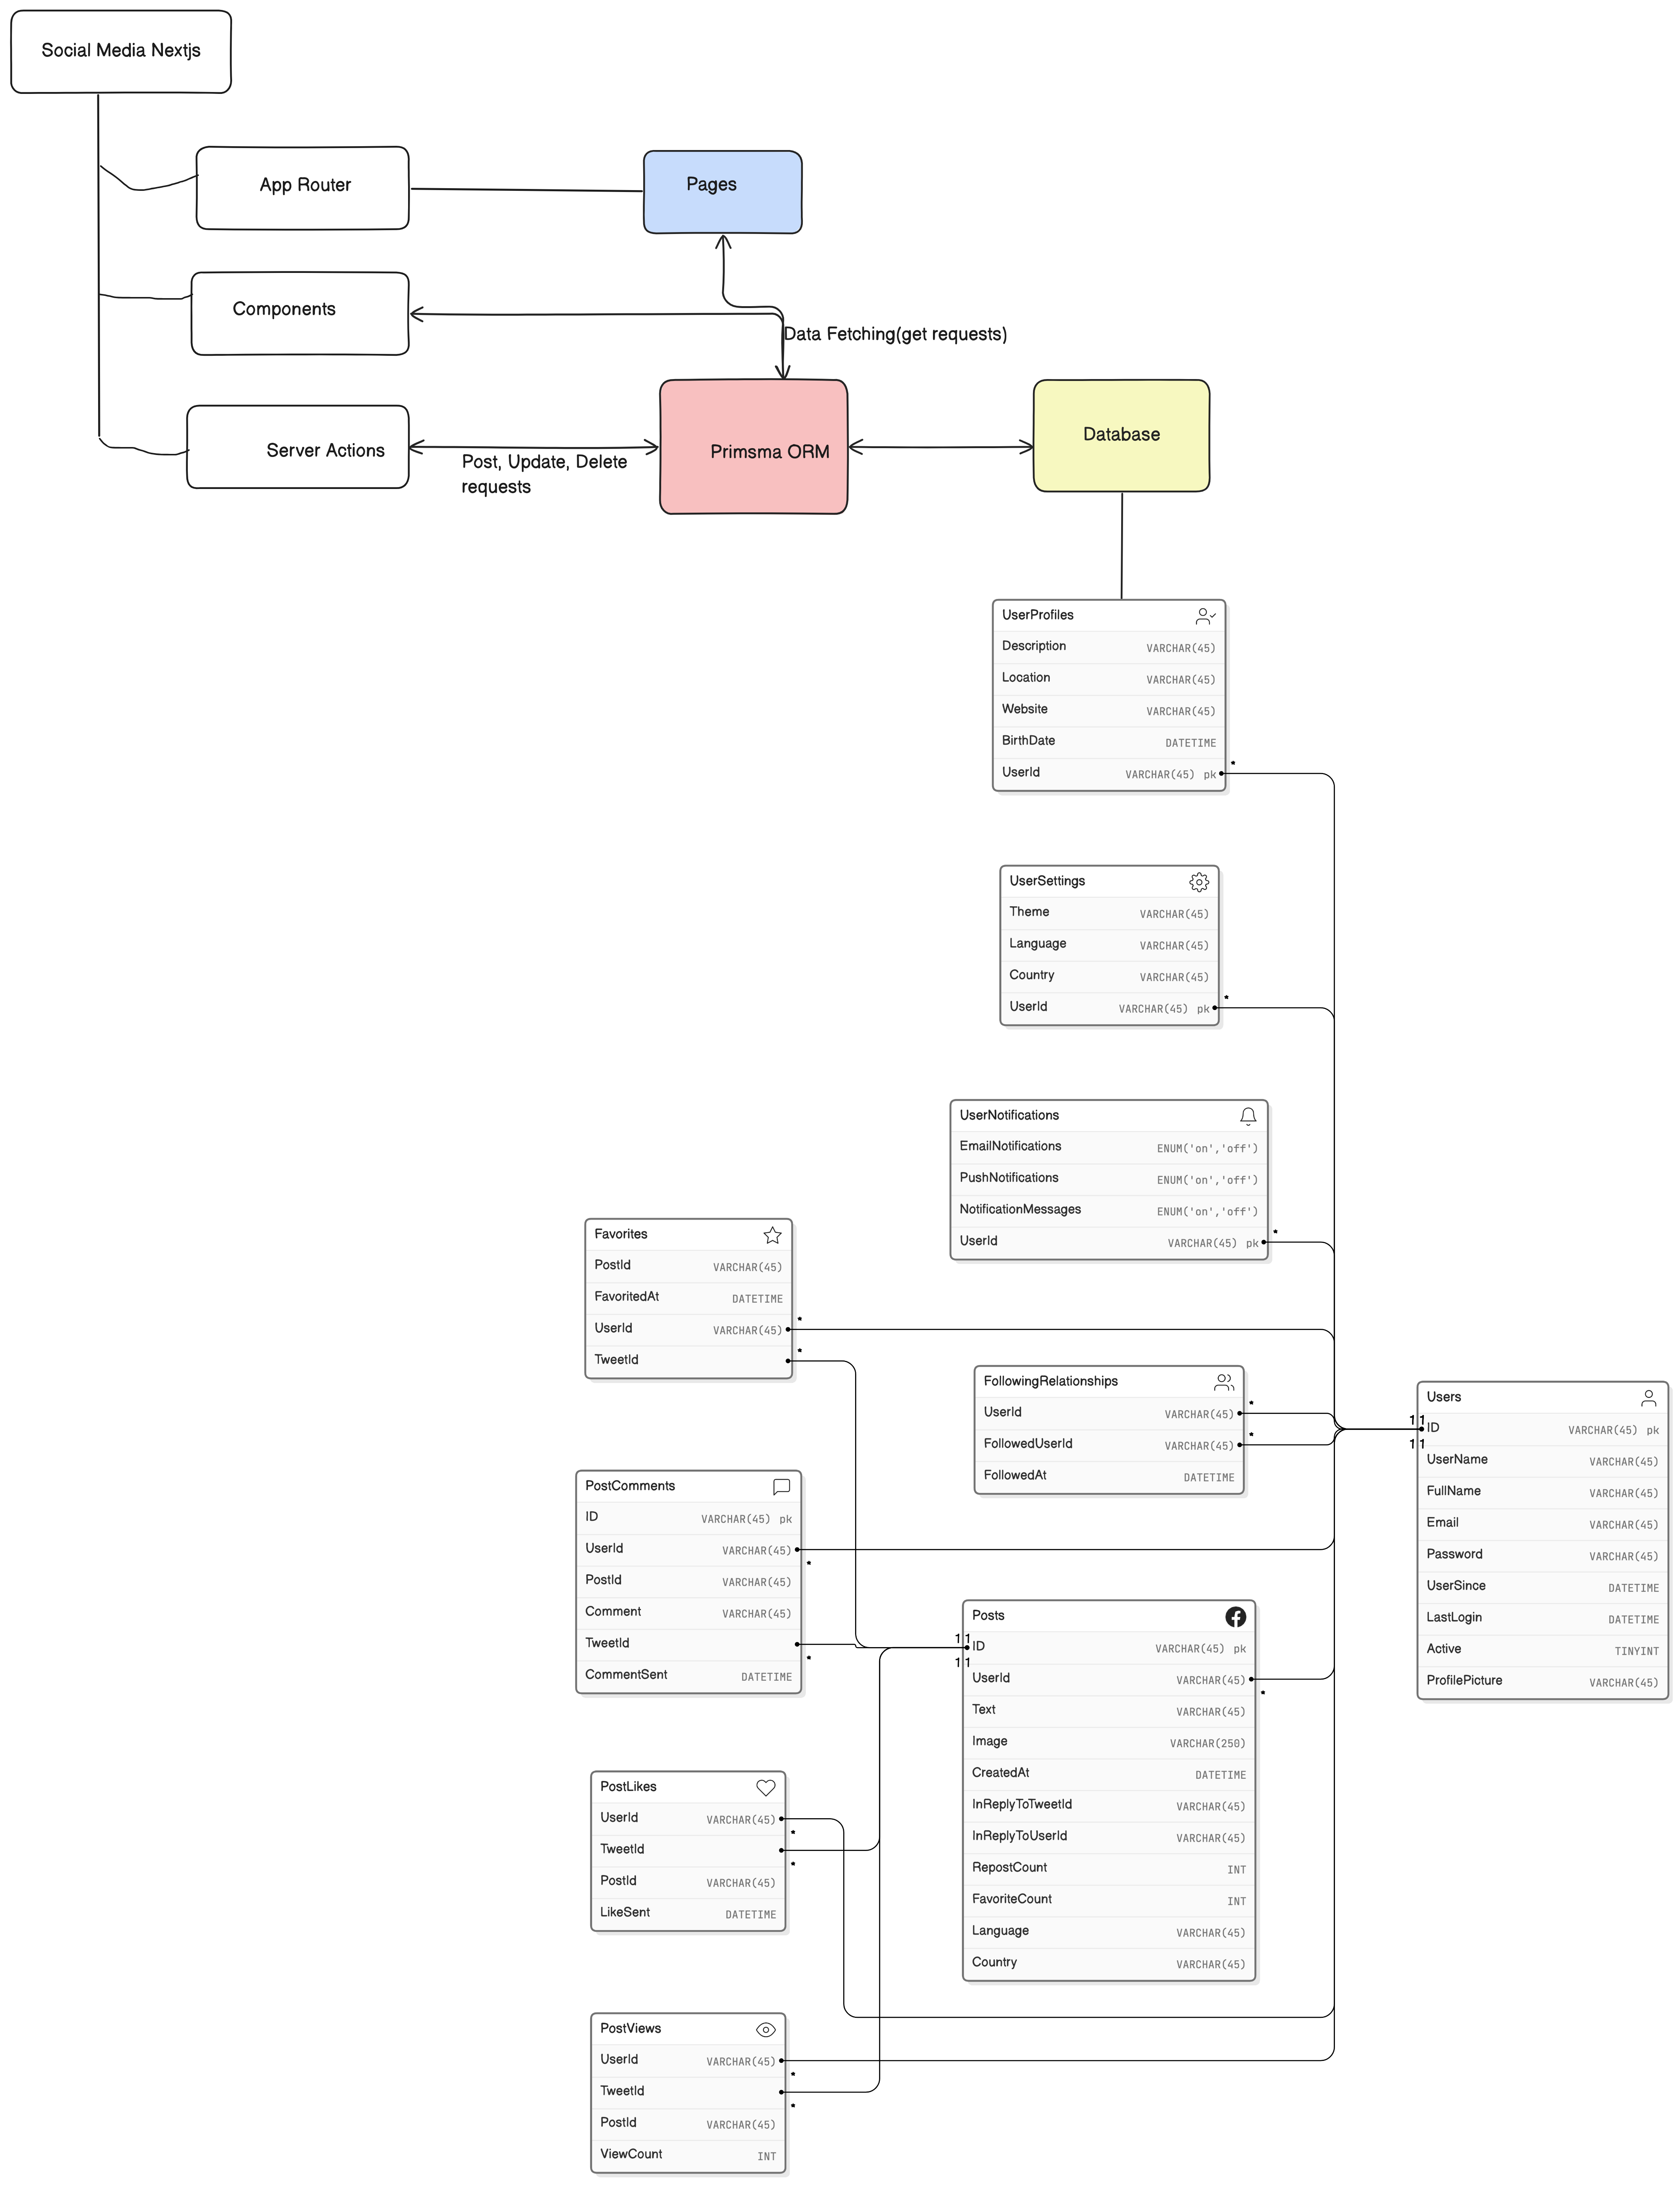 Social Media Nextjs
App Router
Pages
Components
Data Fetching(get requests)
Server Actions
Post, Update, Delete
requests
Primsma ORM
Database
UserProfiles
Description VARCHAR(45)
Location VARCHAR(45)
Website VARCHAR(45)
BirthDate DATETIME
UserId VARCHAR(45) pk
*
UserSettings
Theme VARCHAR(45)
Language VARCHAR(45)
Country VARCHAR(45)
UserId VARCHAR(45) pk
*
UserNotifications
EmailNotifications ENUM('on','off')
PushNotifications ENUM('on','off')
NotificationMessages ENUM('on','off')
UserId VARCHAR(45) pk
*
Favorites
PostId VARCHAR(45)
FavoritedAt DATETIME
UserId VARCHAR(45)
*
TweetId
*
FollowingRelationships
UserId VARCHAR(45)
*
FollowedUserId VARCHAR(45)
*
FollowedAt DATETIME
Users
1 1
ID VARCHAR(45) pk
1 1
UserName VARCHAR(45)
FullName VARCHAR(45)
Email VARCHAR(45)
Password VARCHAR(45)
UserSince DATETIME
LastLogin DATETIME
Active TINYINT
ProfilePicture VARCHAR(45)
PostComments
ID VARCHAR(45) pk
UserId VARCHAR(45)
*
PostId VARCHAR(45)
Comment VARCHAR(45)
TweetId
*
CommentSent DATETIME
Posts
1 1
ID VARCHAR(45) pk
1 1
UserId VARCHAR(45)
*
Text VARCHAR(45)
Image VARCHAR(250)
CreatedAt DATETIME
InReplyToTweetId VARCHAR(45)
InReplyToUserId VARCHAR(45)
RepostCount INT
FavoriteCount INT
Language VARCHAR(45)
Country VARCHAR(45)
PostLikes
UserId VARCHAR(45)
*
TweetId
*
PostId VARCHAR(45)
LikeSent DATETIME
PostViews
UserId VARCHAR(45)
*
TweetId
*
PostId VARCHAR(45)
ViewCount INT